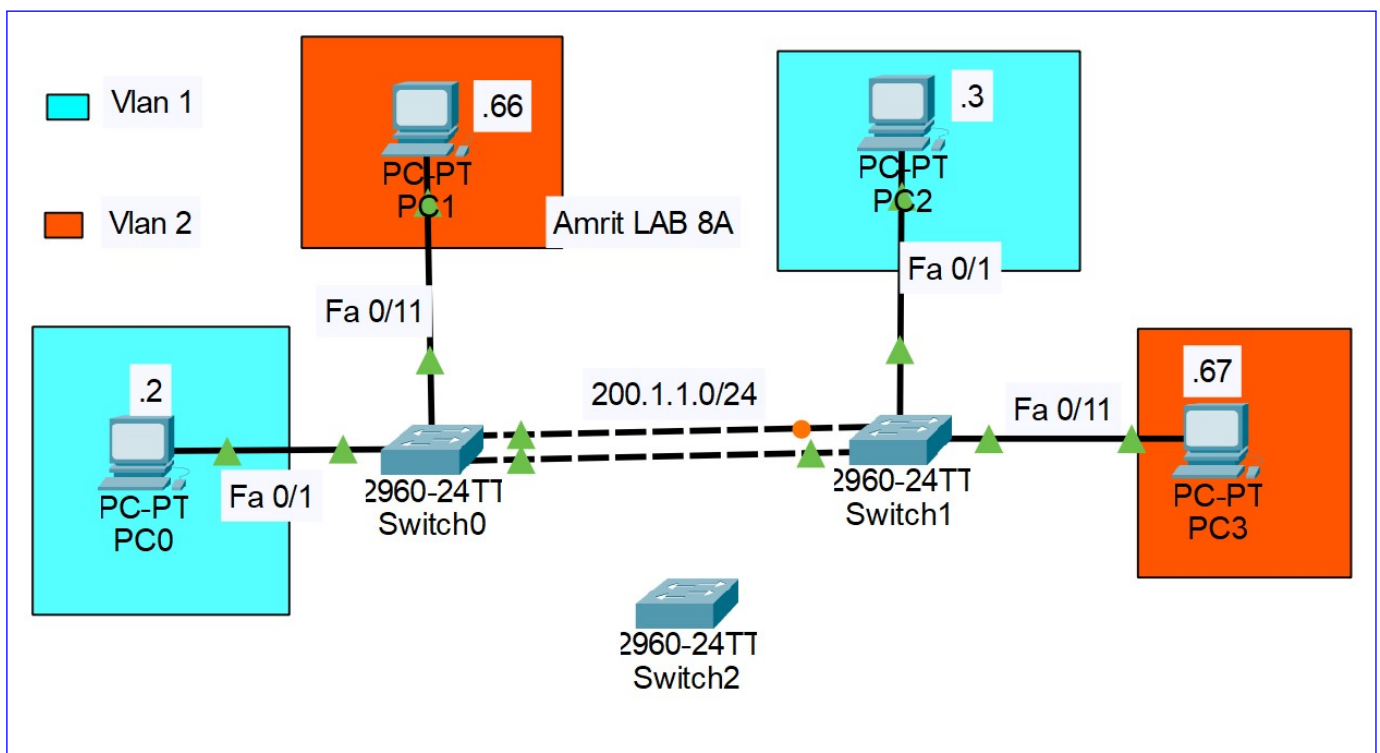 Vlan 1
Vlan 2
.66
PC-PT
PC1
Amrit LAB 8A
Fa 0/11
.3
PC-PT
PC2
Fa 0/1
.2
PC-PT
PC0
Fa 0/1
2960-24TT
Switch0
200.1.1.0/24
2960-24TT
Switch1
Fa 0/11
.67
PC-PT
PC3
2960-24TT
Switch2